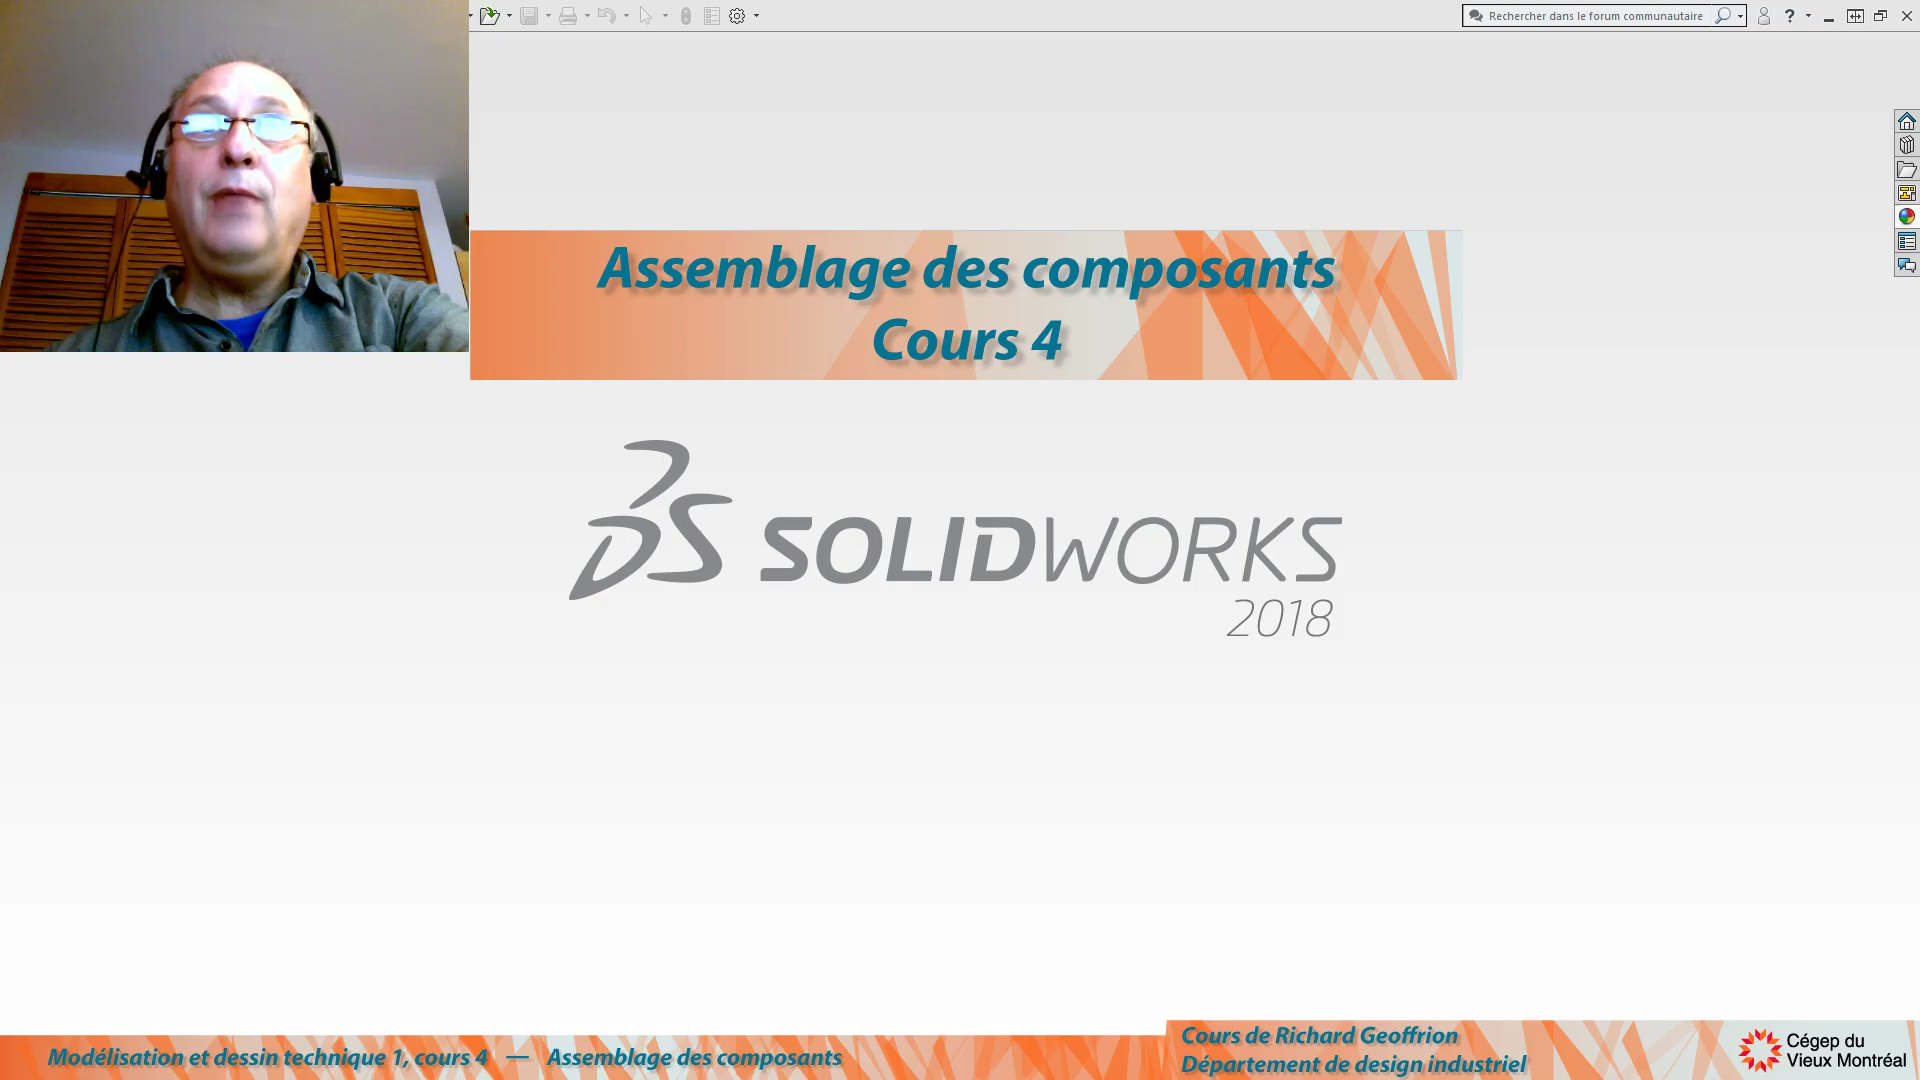 Rechercher dans le forum communautaire
?
Assemblage des composants
Cours 4
3DS SOLIDWORKS
2018
Modélisation et dessin technique 1, cours 4 — Assemblage des composants
Cours de Richard Geoffrion
Département de design industriel
Cégep du
Vieux Montréal